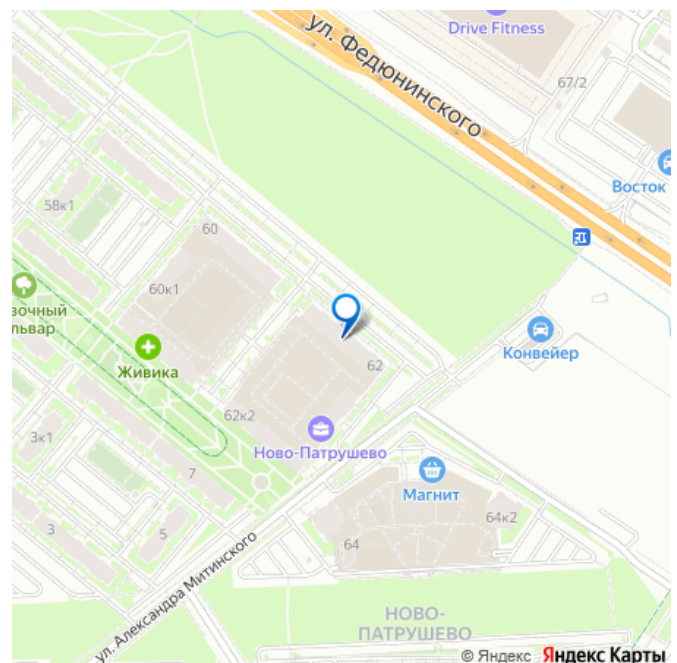 Drive Fitness
ул. Федюнинского
67/2
Восток
58к1
60
60к1
вочный
львар
Живика
Конвейер
62
62к2
Ново-Патрушево
3к1
7
Магнит
64к2
3
5
64
ул. Александра Митинского
НОВО-
ПАТРУШЕВО
© Яндекс Яндекс Карты